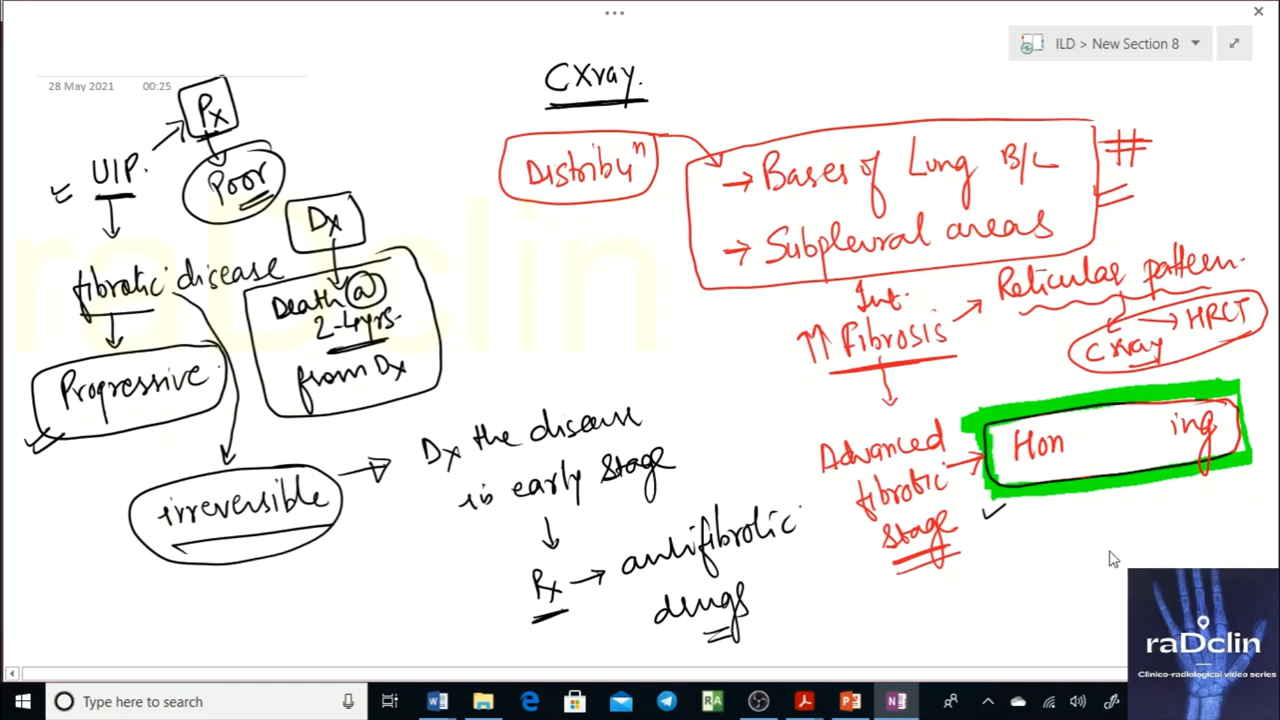 ILD > New Section 8
28 May 2021 00:25
CXray.
Px
UIP.
Poor
Dx
fibrotic disease
Death @
2-4yrs.
from Dx
Progressive
irreversible
Dx the disease
in early stage
Rx → antifibrotic
drugs
Distribuⁿ
→ Bases of Lung B/L
→ Subpleural areas
#
Int.
↑↑ Fibrosis → Reticular pattern.
→ HRCT
Cxray
Advanced
fibrotic
stage
Hon ing
raDclin
raDclin
Clinico-radiological video series
Type here to search